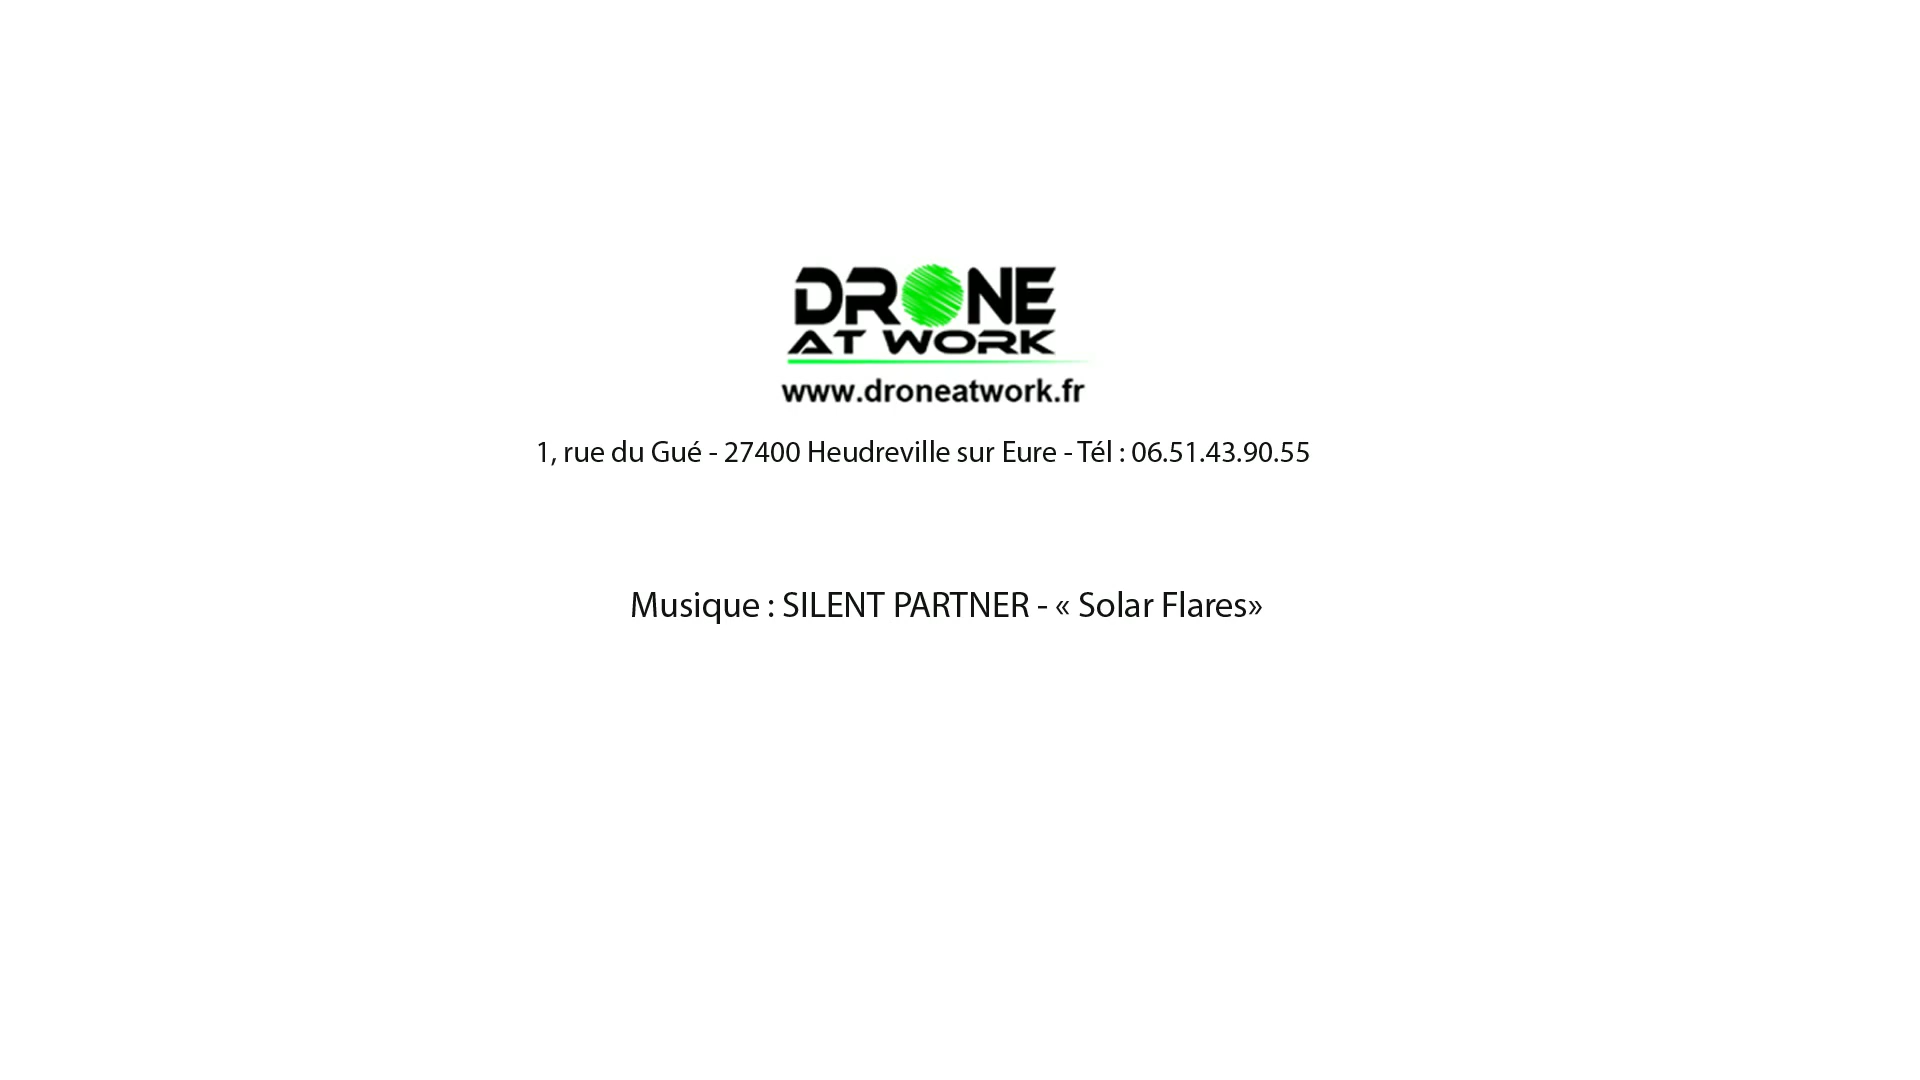 DRONE
AT WORK
www.droneatwork.fr
1, rue du Gué - 27400 Heudreville sur Eure - Tél : 06.51.43.90.55
Musique : SILENT PARTNER - « Solar Flares»